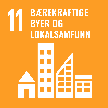 11 BÆREKRAFTIGE
BYER OG
LOKALSAMFUNN